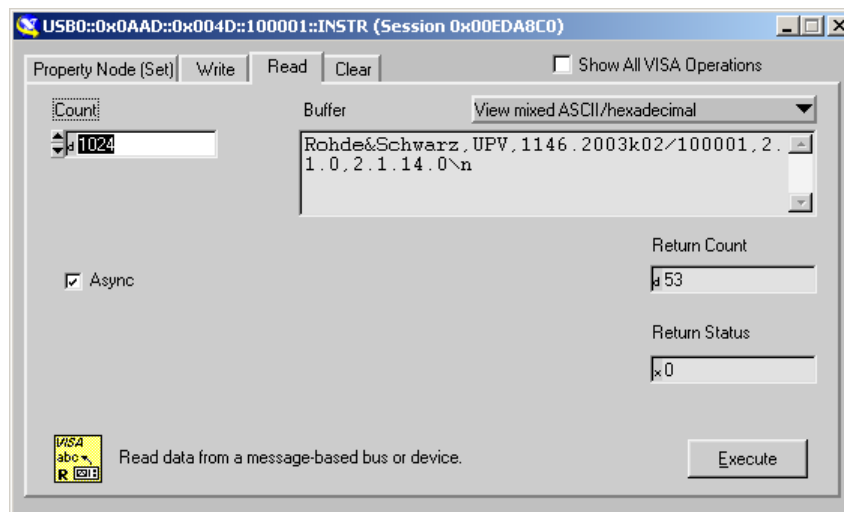 USB0::0x0AAD::0x004D::100001::INSTR (Session 0x00EDA8C0)
Property Node (Set) Write Read Clear
Show All VISA Operations
Count
d 1024
Buffer
View mixed ASCII/hexadecimal
Rohde&Schwarz,UPV,1146.2003k02/100001,2.
1.0,2.1.14.0\n
Return Count
d 53
Async
Return Status
x 0
VISA
abc
R
Read data from a message-based bus or device.
Execute